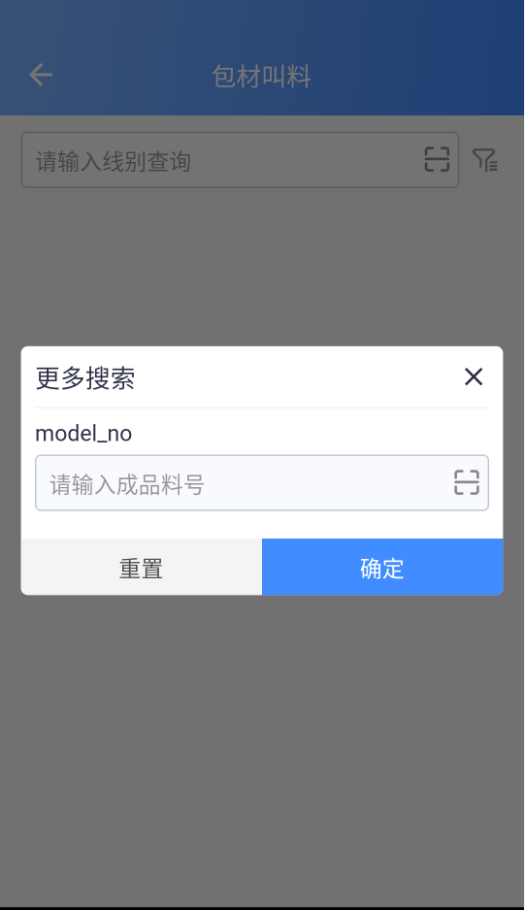 包材叫料
请输入线别查询
更多搜索
model_no
请输入成品料号
重置
确定